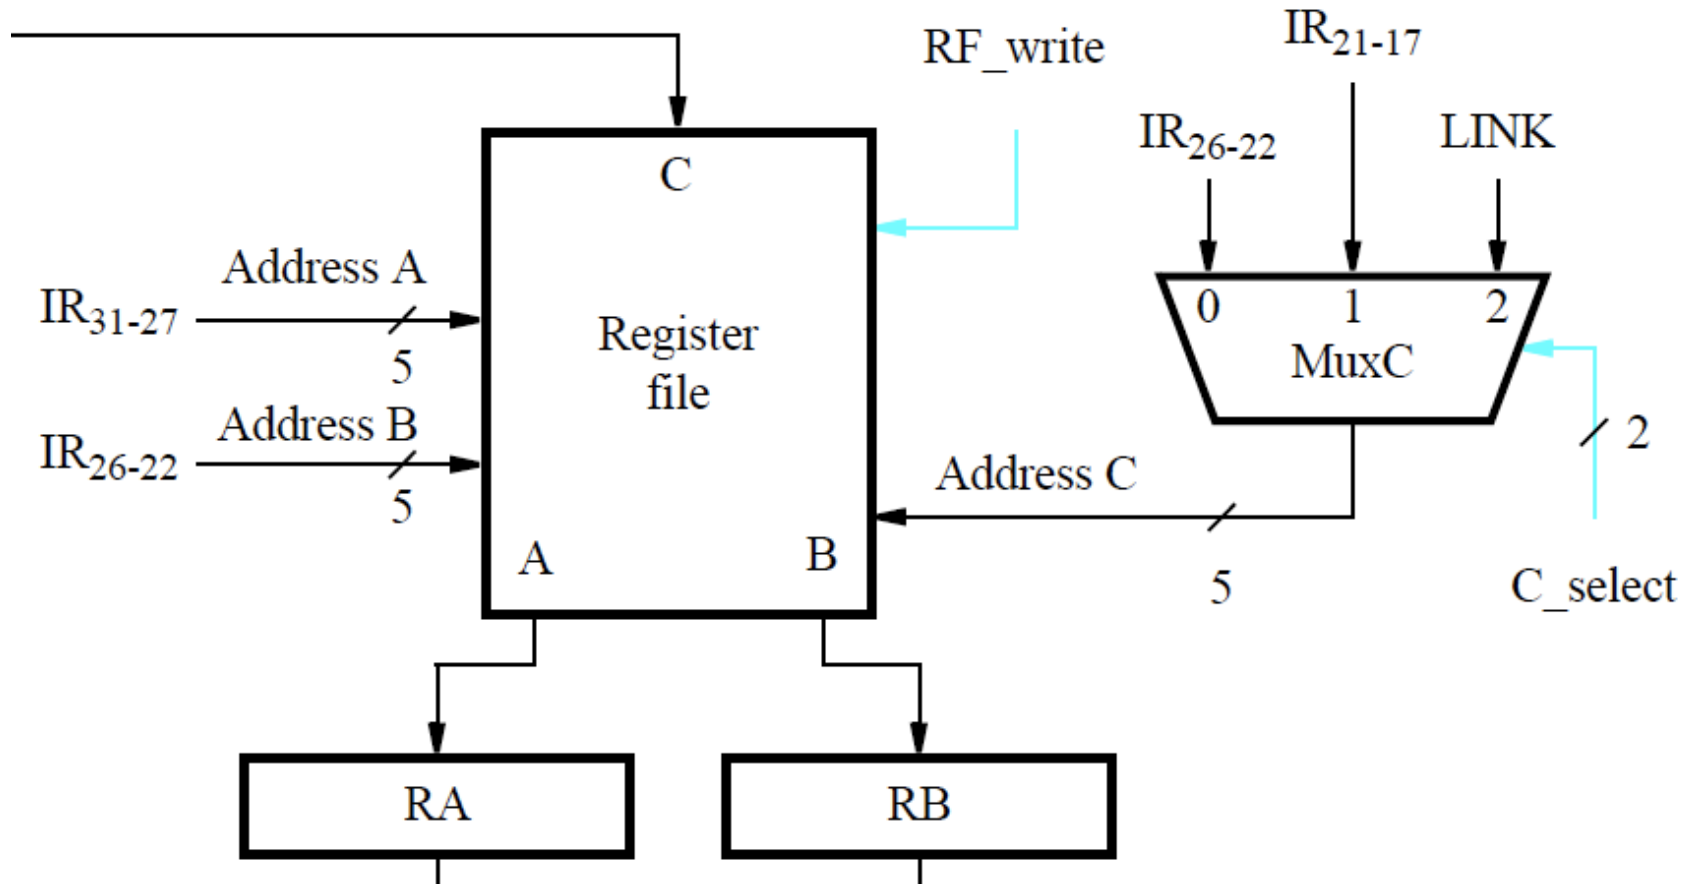 RF_write
IR21-17
IR26-22
LINK
C
Address A
IR31-27
5
Register
file
0
1
2
MuxC
Address B
IR26-22
5
2
Address C
A
B
5
C_select
RA
RB